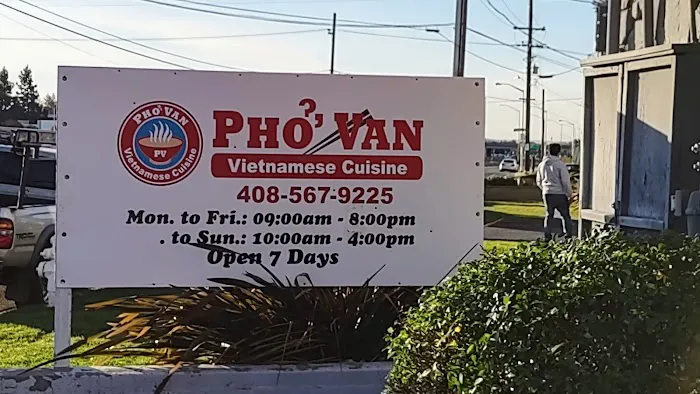 PHO' VAN
PV
Vietnamese Cuisine
PHỞ VAN
Vietnamese Cuisine
408-567-9225
Mon. to Fri.: 09:00am - 8:00pm
. to Sun.: 10:00am - 4:00pm
Open 7 Days